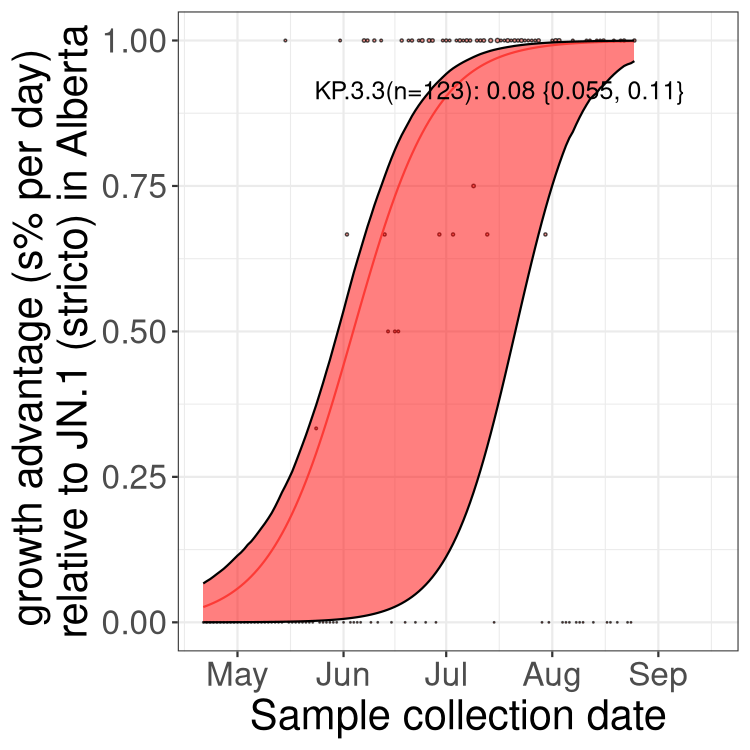 growth advantage (s% per day)
relative to JN.1 (stricto) in Alberta
1.00
0.75
0.50
0.25
0.00
KP.3.3(n=123): 0.08 {0.055, 0.11}
May Jun Jul Aug Sep
Sample collection date